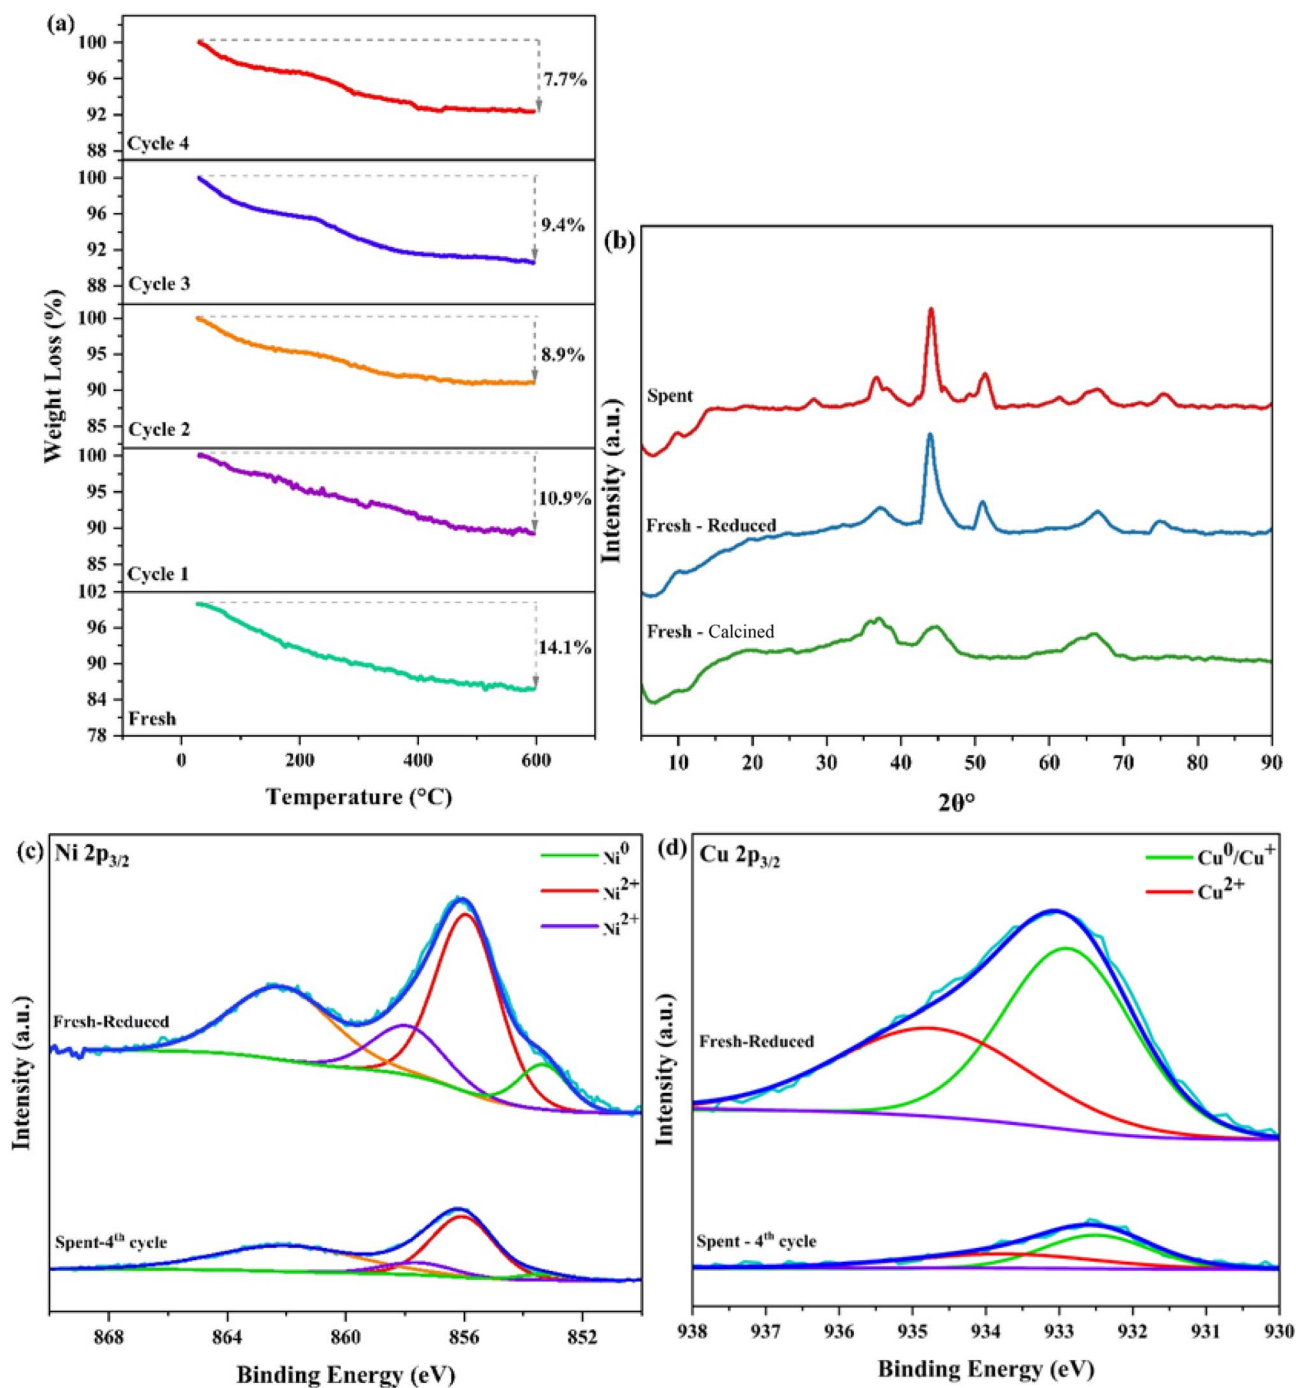 (a)
100
96
92
88
7.7%
Cycle 4
100
96
92
88
9.4%
Cycle 3
100
95
90
85
8.9%
Cycle 2
100
95
90
85
10.9%
Cycle 1
102
96
90
84
78
14.1%
Fresh
0
200
400
600
Temperature (°C)
Weight Loss (%)
(b)
Spent
Fresh - Reduced
Fresh - Calcined
Intensity (a.u.)
10
20
30
40
50
60
70
80
90
2θ°
(c) Ni 2p3/2
Ni0
Ni2+
Ni2+
Fresh-Reduced
Spent-4th cycle
Intensity (a.u.)
868
864
860
856
852
Binding Energy (eV)
(d) Cu 2p3/2
Cu0/Cu+
Cu2+
Fresh-Reduced
Spent - 4th cycle
Intensity (a.u.)
938
937
936
935
934
933
932
931
930
Binding Energy (eV)